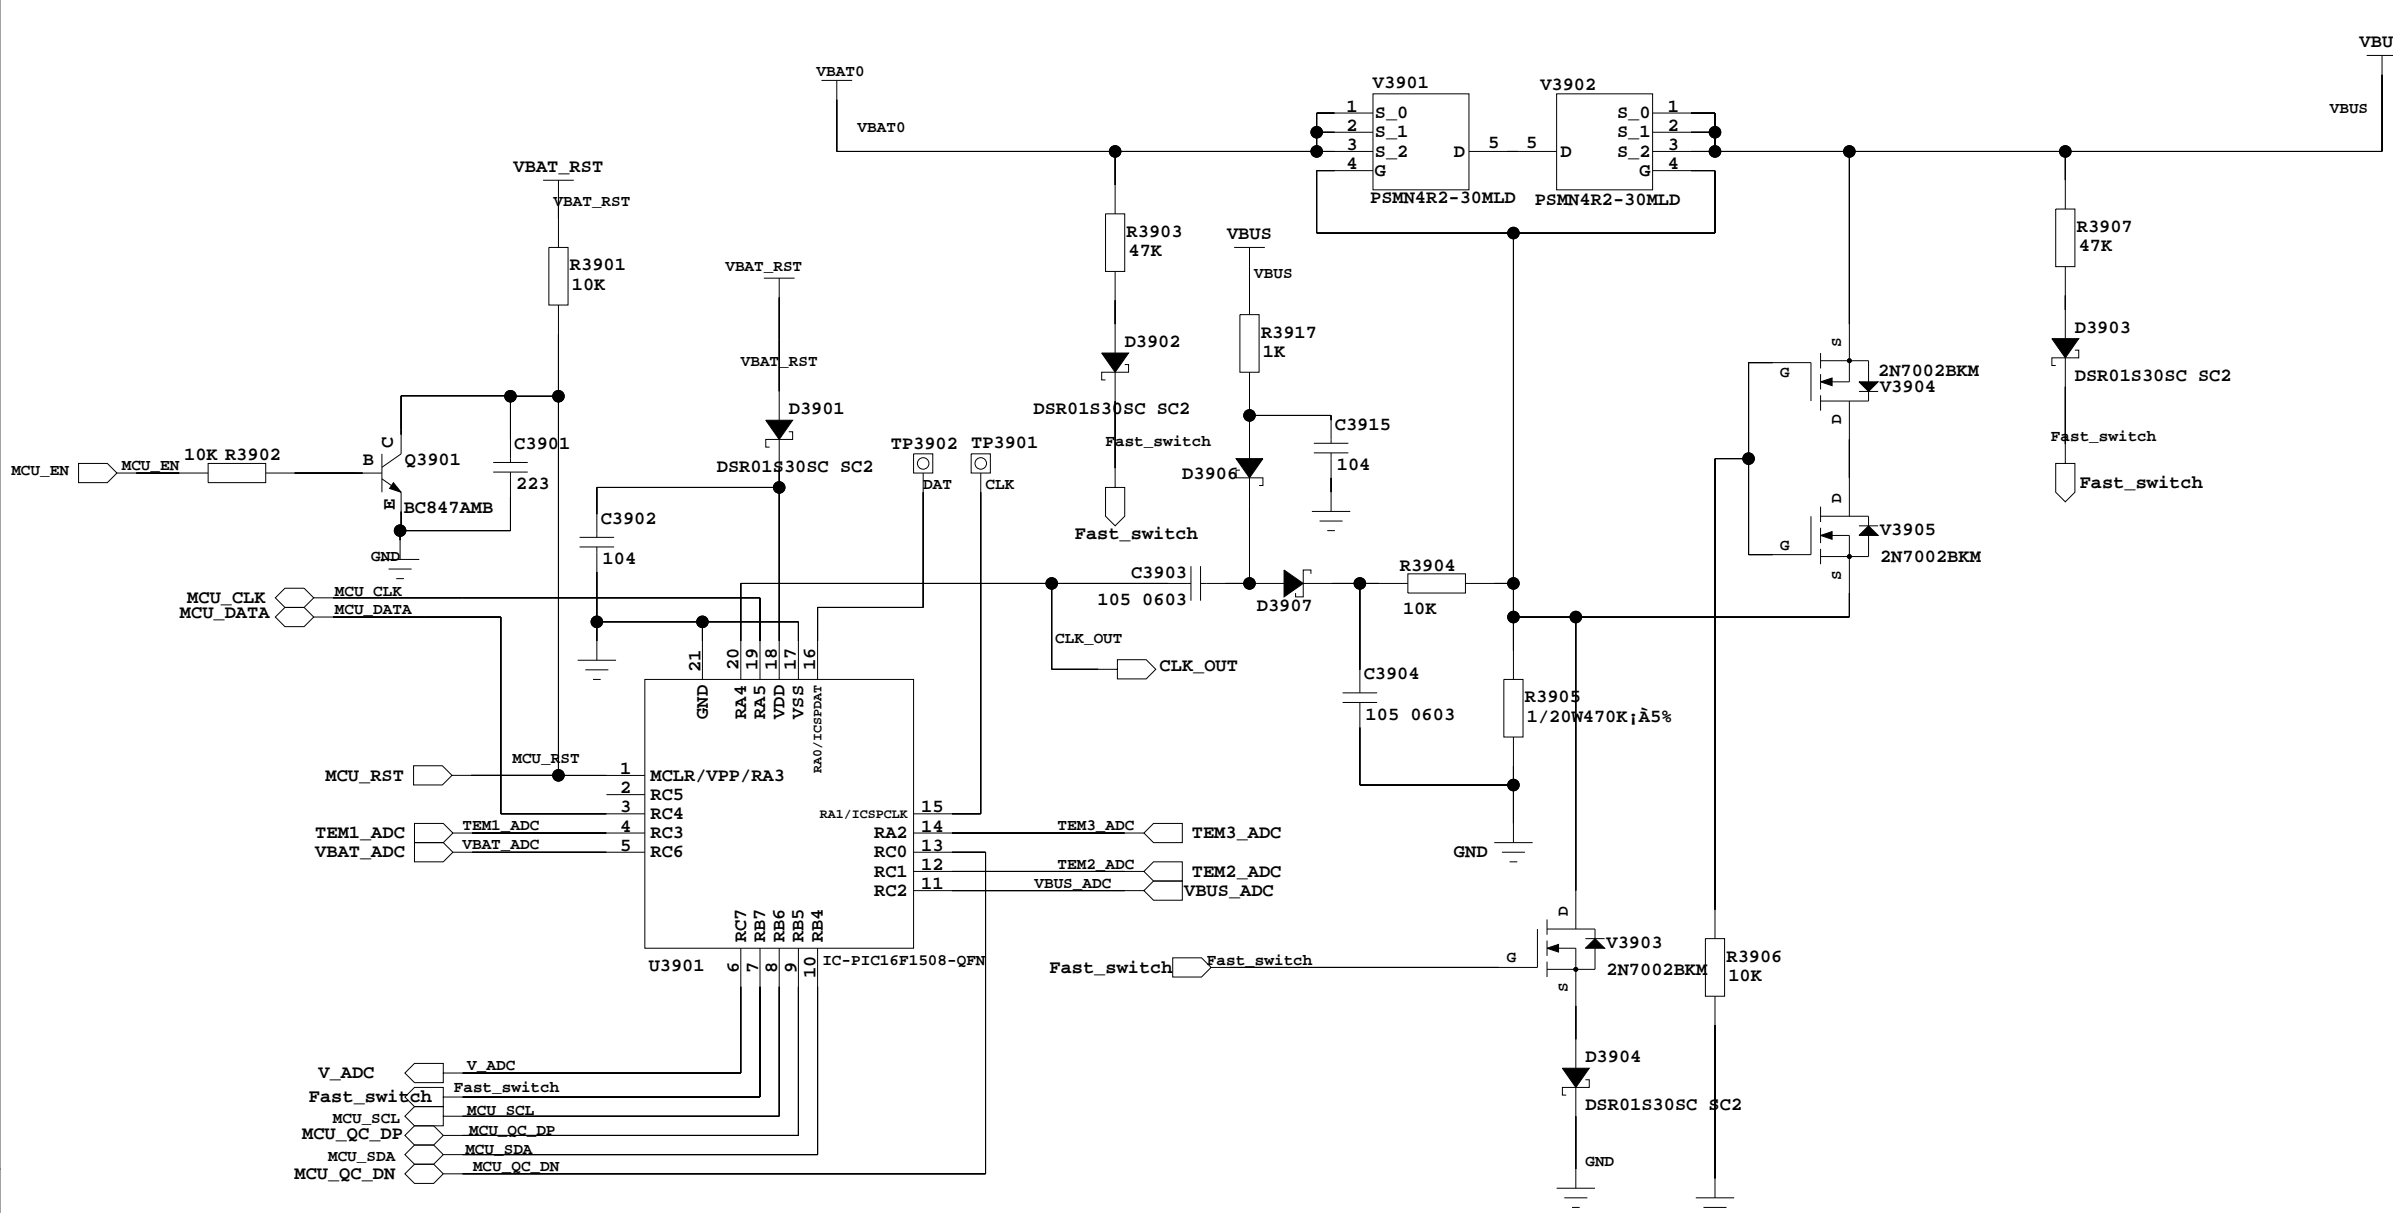 VBU
VBAT0
V3901
V3902
VBUS
VBAT0
1 S_0
2 S_1
3 S_2
4 G
D 5
5 D
S_0 1
S_1 2
S_2 3
G 4
PSMN4R2-30MLD
PSMN4R2-30MLD
VBAT_RST
VBAT_RST
R3901
10K
VBAT_RST
VBAT_RST
D3901
DSR01S30SC SC2
R3903
47K
D3902
DSR01S30SC SC2
Fast_switch
Fast_switch
VBUS
VBUS
R3917
1K
C3915
104
D3906
R3907
47K
D3903
DSR01S30SC SC2
Fast_switch
Fast_switch
S
G
2N7002BKM
V3904
D
D
G
V3905
2N7002BKM
S
MCU_EN
MCU_EN
10K R3902
B
C
E
Q3901
BC847AMB
C3901
223
GND
C3902
104
TP3902
TP3901
DAT
CLK
MCU_CLK
MCU_CLK
MCU_DATA
MCU_DATA
C3903
105 0603
D3907
R3904
10K
CLK_OUT
CLK_OUT
C3904
105 0603
R3905
1/20W470K¡À5%
GND
21
20
19
18
17
16
GND
RA4
RA5
VDD
VSS
RA0/ICSPDAT
MCU_RST
MCU_RST
1 MCLR/VPP/RA3
2 RC5
3 RC4
TEM1_ADC
TEM1_ADC
4 RC3
VBAT_ADC
VBAT_ADC
5 RC6
RA1/ICSPCLK 15
RA2 14
TEM3_ADC
TEM3_ADC
RC0 13
RC1 12
TEM2_ADC
TEM2_ADC
RC2 11
VBUS_ADC
VBUS_ADC
RC7
RB7
RB6
RB5
RB4
U3901
6
7
8
9
10
IC-PIC16F1508-QFN
Fast_switch
Fast_switch
D
G
S
V3903
2N7002BKM
R3906
10K
D3904
DSR01S30SC SC2
GND
V_ADC
V_ADC
Fast_switch
Fast_switch
MCU_SCL
MCU_SCL
MCU_QC_DP
MCU_QC_DP
MCU_SDA
MCU_SDA
MCU_QC_DN
MCU_QC_DN